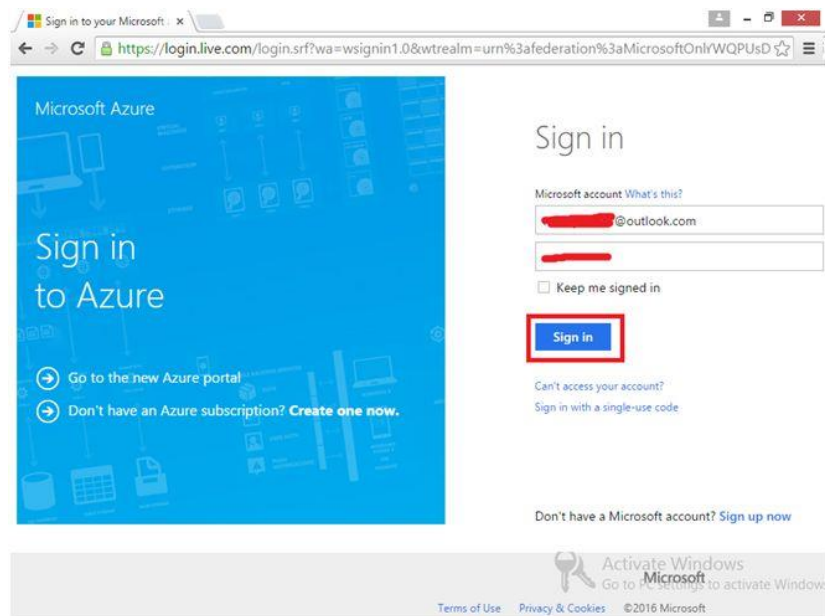 Sign in to your Microsoft
https://login.live.com/login.srf?wa=wsignin1.0&wtrealm=urn%3afederation%3aMicrosoftOnlYWQPUsD
Microsoft Azure
Sign in
to Azure
Go to the new Azure portal
Don't have an Azure subscription? Create one now.
Sign in
Microsoft account What's this?
@outlook.com
Keep me signed in
Sign in
Can't access your account?
Sign in with a single-use code
Don't have a Microsoft account? Sign up now
Activate Windows
Go to PC settings to activate Windows
Microsoft
Terms of Use Privacy & Cookies ©2016 Microsoft